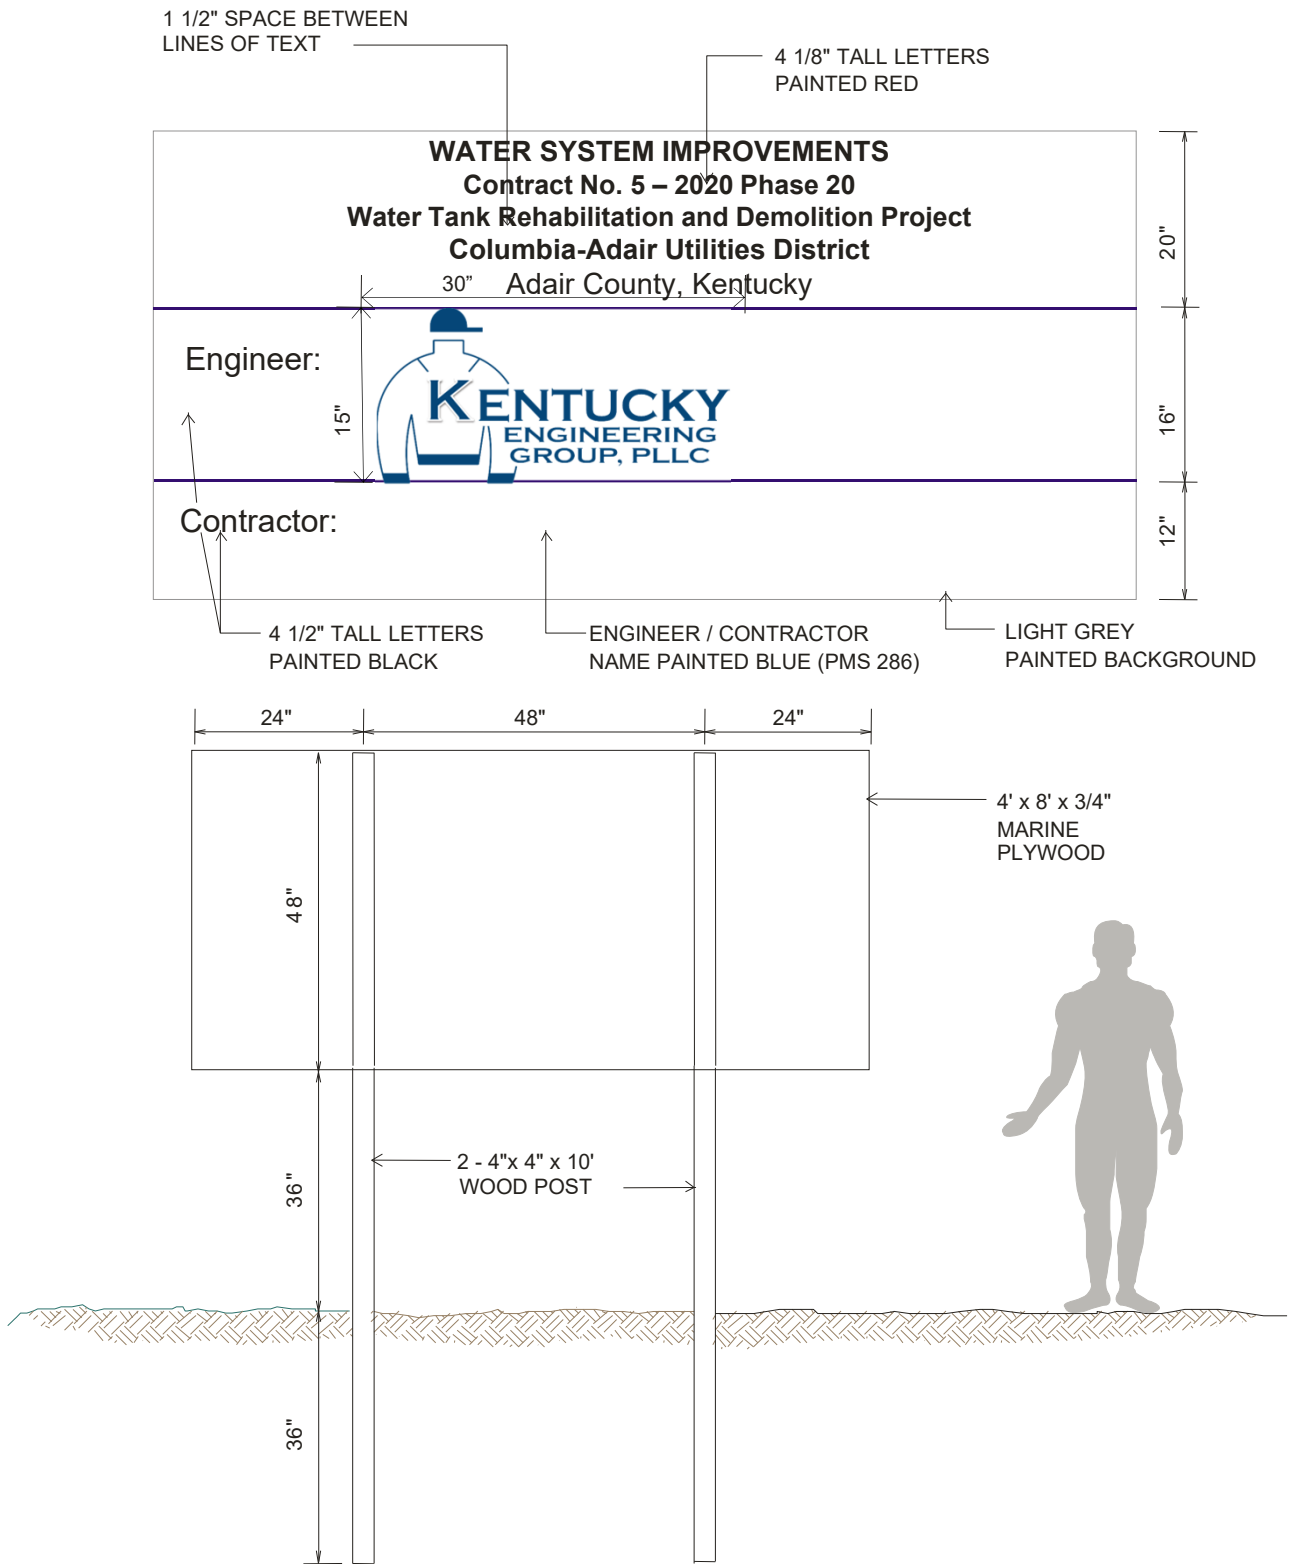 1 1/2" SPACE BETWEEN
LINES OF TEXT
4 1/8" TALL LETTERS
PAINTED RED
WATER SYSTEM IMPROVEMENTS
Contract No. 5 – 2020 Phase 20
Water Tank Rehabilitation and Demolition Project
Columbia-Adair Utilities District
Adair County, Kentucky
20"
30”
Engineer:
15"
KENTUCKY
ENGINEERING
GROUP, PLLC
16"
Contractor:
12"
4 1/2" TALL LETTERS
PAINTED BLACK
ENGINEER / CONTRACTOR
NAME PAINTED BLUE (PMS 286)
LIGHT GREY
PAINTED BACKGROUND
24"
48"
24"
4' x 8' x 3/4"
MARINE
PLYWOOD
48"
2 - 4"x 4" x 10'
WOOD POST
36"
36"